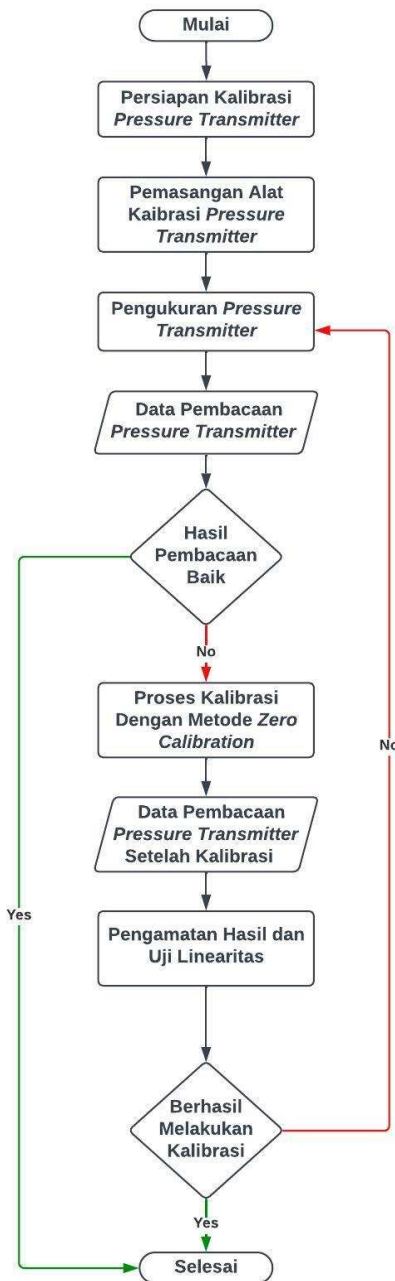 Mulai
Persiapan Kalibrasi
Pressure Transmitter
Pemasangan Alat
Kaibrasi Pressure
Transmitter
Pengukuran Pressure
Transmitter
Data Pembacaan
Pressure Transmitter
Hasil
Pembacaan
Baik
No
Proses Kalibrasi
Dengan Metode Zero
Calibration
No
Data Pembacaan
Pressure Transmitter
Setelah Kalibrasi
Yes
Pengamatan Hasil dan
Uji Linearitas
Berhasil
Melakukan
Kalibrasi
Yes
Selesai